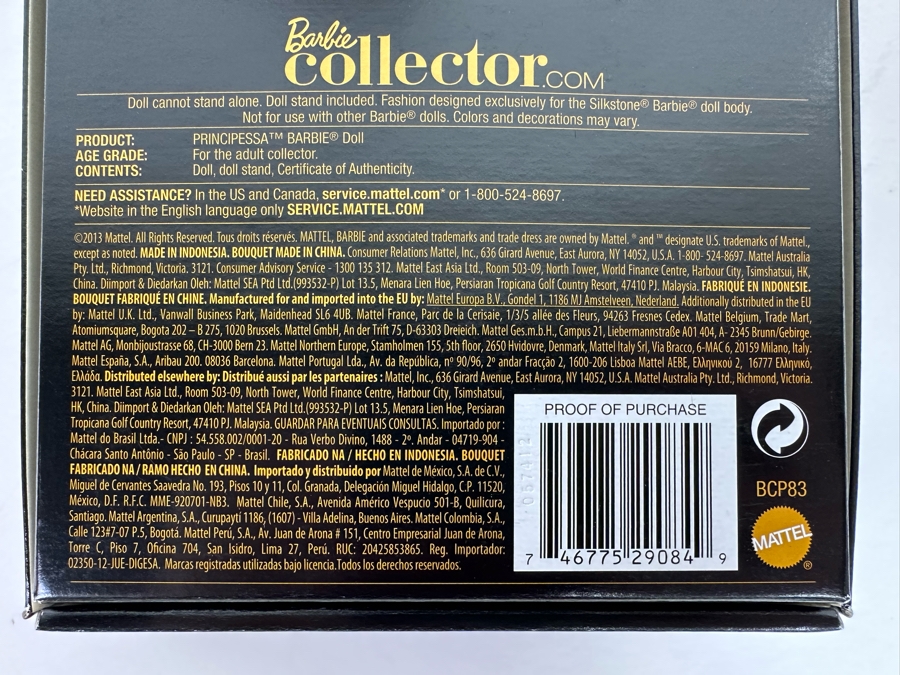 Barbie
collector.COM
Doll cannot stand alone. Doll stand included. Fashion designed exclusively for the Silkstone® Barbie® doll body.
Not for use with other Barbie® dolls. Colors and decorations may vary.
PRODUCT: PRINCIPESSA™ BARBIE® Doll
AGE GRADE: For the adult collector.
CONTENTS: Doll, doll stand, Certificate of Authenticity.
NEED ASSISTANCE? In the US and Canada, service.mattel.com* or 1-800-524-8697.
*Website in the English language only SERVICE.MATTEL.COM
©2013 Mattel. All Rights Reserved. Tous droits réservés. MATTEL, BARBIE and associated trademarks and trade dress are owned by Mattel. ® and ™ designate U.S. trademarks of Mattel.,
except as noted. MADE IN INDONESIA. BOUQUET MADE IN CHINA. Consumer Relations Mattel, Inc., 636 Girard Avenue, East Aurora, NY 14052, U.S.A. 1-800- 524-8697. Mattel Australia
Pty. Ltd., Richmond, Victoria. 3121. Consumer Advisory Service - 1300 135 312. Mattel East Asia Ltd., Room 503-09, North Tower, World Finance Centre, Harbour City, Tsimshatsui, HK,
China. Diimport & Diedarkan Oleh: Mattel SEA Ptd Ltd.(993532-P) Lot 13.5, Menara Lien Hoe, Persiaran Tropicana Golf Country Resort, 47410 PJ. Malaysia. FABRIQUÉ EN INDONÉSIE.
BOUQUET FABRIQUÉ EN CHINE. Manufactured for and imported into the EU by: Mattel Europa B.V., Gondel 1, 1186 MJ Amstelveen, Nederland. Additionally distributed in the EU
by: Mattel U.K. Ltd., Vanwall Business Park, Maidenhead SL6 4UB. Mattel France, Parc de la Cerisaie, 1/3/5 allée des Fleurs, 94263 Fresnes Cedex. Mattel Belgium, Trade Mart,
Atomiumsquare, Bogota 202 – B 275, 1020 Brussels. Mattel GmbH, An der Trift 75, D-63303 Dreieich. Mattel Ges.m.b.H., Campus 21, Liebermannstraße A01 404, A- 2345 Brunn/Gebirge.
Mattel AG, Monbijoustrasse 68, CH-3000 Bern 23. Mattel Northern Europe, Stamholmen 155, 5th floor, 2650 Hvidovre, Denmark, Mattel Italy Srl, Via Bracco, 6-MAC 6, 20159 Milano, Italy.
Mattel España, S.A., Aribau 200. 08036 Barcelona. Mattel Portugal Lda., Av. da República, nº 90/96, 2º andar Fracção 2, 1600-206 Lisboa Mattel AEBE, Ελληνικού 2, 16777 Ελληνικό,
Ελλάδα. Distributed elsewhere by: Distribué aussi par les partenaires : Mattel, Inc., 636 Girard Avenue, East Aurora, NY 14052, U.S.A. Mattel Australia Pty. Ltd., Richmond, Victoria.
3121. Mattel East Asia Ltd., Room 503-09, North Tower, World Finance Centre, Harbour City, Tsimshatsui,
HK, China. Diimport & Diedarkan Oleh: Mattel SEA Ptd Ltd.(993532-P) Lot 13.5, Menara Lien Hoe, Persiaran
Tropicana Golf Country Resort, 47410 PJ. Malaysia. GUARDAR PARA EVENTUAIS CONSULTAS. Importado por :
Mattel do Brasil Ltda.- CNPJ : 54.558.002/0001-20 - Rua Verbo Divino, 1488 - 2º. Andar - 04719-904 -
Chácara Santo Antônio - São Paulo - SP - Brasil. FABRICADO NA / HECHO EN INDONESIA. BOUQUET
FABRICADO NA / RAMO HECHO EN CHINA. Importado y distribuido por Mattel de México, S.A. de C.V.,
Miguel de Cervantes Saavedra No. 193, Pisos 10 y 11, Col. Granada, Delegación Miguel Hidalgo, C.P. 11520,
México, D.F. R.F.C. MME-920701-NB3. Mattel Chile, S.A., Avenida Américo Vespucio 501-B, Quilicura,
Santiago. Mattel Argentina, S.A., Curupaytí 1186, (1607) - Villa Adelina, Buenos Aires. Mattel Colombia, S.A.,
Calle 123#7-07 P.5, Bogotá. Mattel Perú, S.A., Av. Juan de Arona # 151, Centro Empresarial Juan de Arona,
Torre C, Piso 7, Oficina 704, San Isidro, Lima 27, Perú. RUC: 20425853865. Reg. Importador:
02350-12-JUE-DIGESA. Marcas registradas utilizadas bajo licencia.Todos los derechos reservados.
PROOF OF PURCHASE
7 46775 29084 9
BCP83
MATTEL®